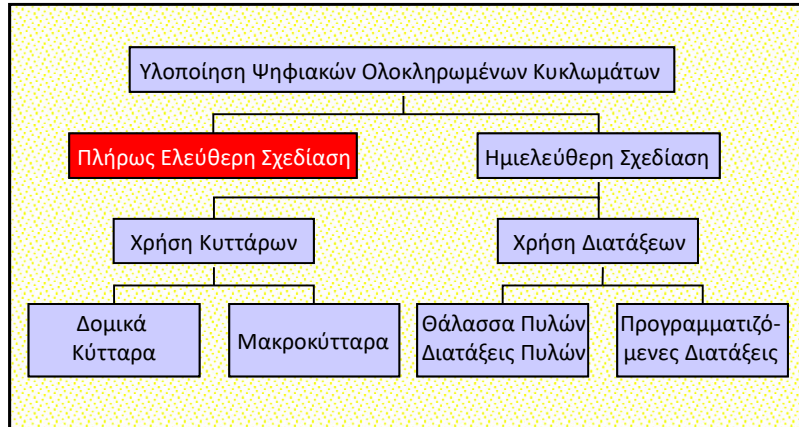 Υλοποίηση Ψηφιακών Ολοκληρωμένων Κυκλωμάτων
Πλήρως Ελεύθερη Σχεδίαση
Ημιελεύθερη Σχεδίαση
Χρήση Κυττάρων
Χρήση Διατάξεων
Δομικά
Κύτταρα
Μακροκύτταρα
Θάλασσα Πυλών
Διατάξεις Πυλών
Προγραμματιζό-
μενες Διατάξεις